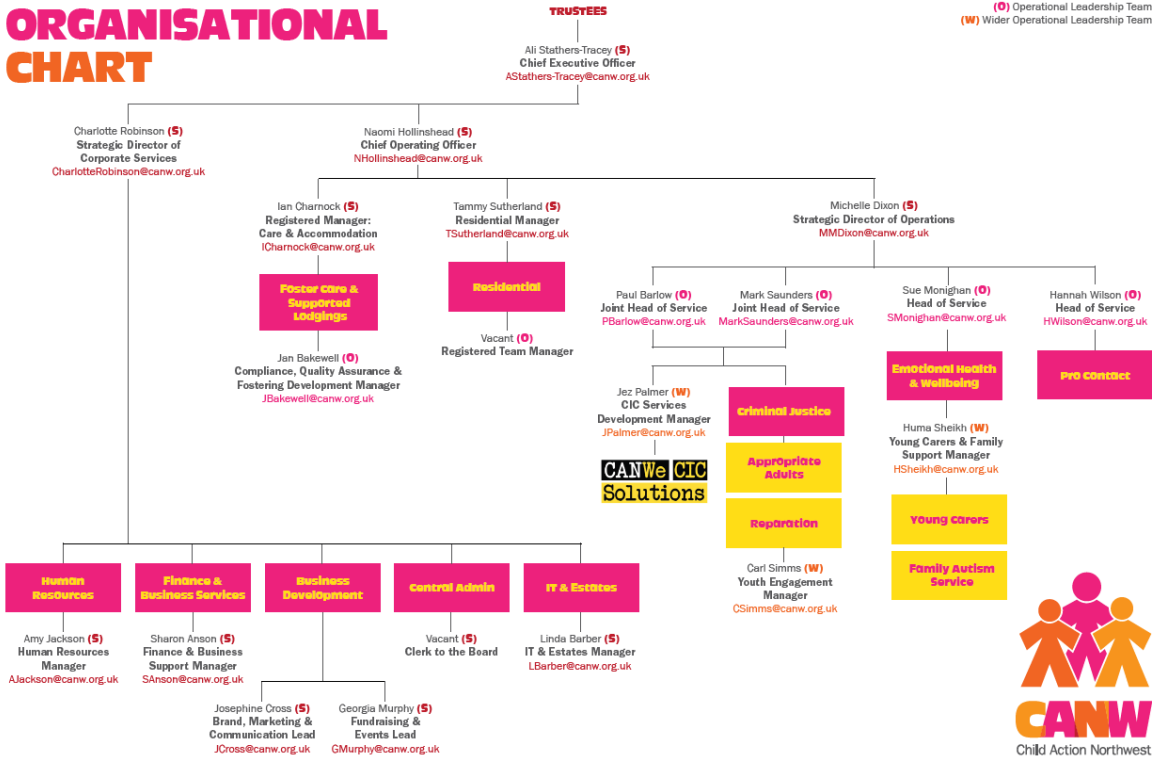 ORGANISATIONAL
CHART
TRUSTEES
(O) Operational Leadership Team
(W) Wider Operational Leadership Team
Ali Stathers-Tracey (S)
Chief Executive Officer
AStathers-Tracey@canw.org.uk
Charlotte Robinson (S)
Strategic Director of
Corporate Services
CharlotteRobinson@canw.org.uk
Naomi Hollinshead (S)
Chief Operating Officer
NHollinshead@canw.org.uk
Ian Charnock (S)
Registered Manager:
Care & Accommodation
ICharnock@canw.org.uk
Tammy Sutherland (S)
Residential Manager
TSutherland@canw.org.uk
Michelle Dixon (S)
Strategic Director of Operations
MMDixon@canw.org.uk
Foster Care &
Supported
Lodgings
Residential
Jan Bakewell (O)
Compliance, Quality Assurance &
Fostering Development Manager
JBakewell@canw.org.uk
Vacant (O)
Registered Team Manager
Paul Barlow (O)
Joint Head of Service
PBarlow@canw.org.uk
Mark Saunders (O)
Joint Head of Service
MarkSaunders@canw.org.uk
Sue Monighan (O)
Head of Service
SMonighan@canw.org.uk
Hannah Wilson (O)
Head of Service
HWilson@canw.org.uk
Jez Palmer (W)
CIC Services
Development Manager
JPalmer@canw.org.uk
CANWe CIC
Solutions
Criminal Justice
Appropriate
Adults
Reparation
Carl Simms (W)
Youth Engagement
Manager
CSimms@canw.org.uk
Emotional Health
& Wellbeing
Huma Sheikh (W)
Young Carers & Family
Support Manager
HSheikh@canw.org.uk
Young Carers
Family Autism
Service
Pro Contact
Human
Resources
Finance &
Business Services
Business
Development
Central Admin
IT & Estates
Amy Jackson (S)
Human Resources
Manager
AJackson@canw.org.uk
Sharon Anson (S)
Finance & Business
Support Manager
SAnson@canw.org.uk
Vacant (S)
Clerk to the Board
Linda Barber (S)
IT & Estates Manager
LBarber@canw.org.uk
Josephine Cross (S)
Brand, Marketing &
Communication Lead
JCross@canw.org.uk
Georgia Murphy (S)
Fundraising &
Events Lead
GMurphy@canw.org.uk
CANW
Child Action Northwest